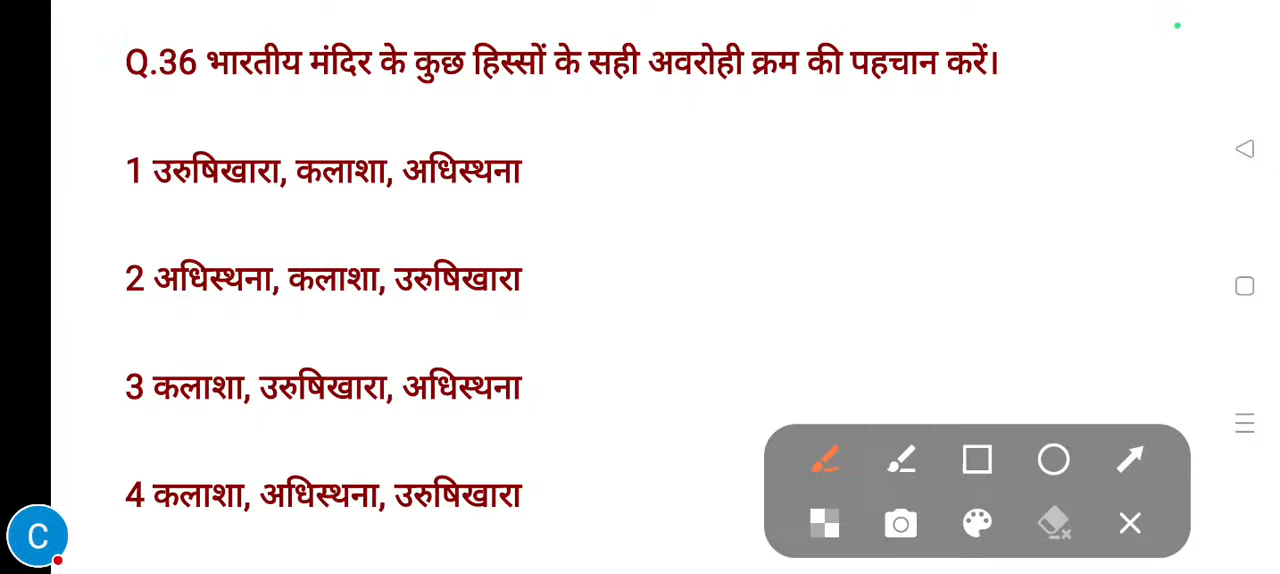 Q.36 भारतीय मंदिर के कुछ हिस्सों के सही अवरोही क्रम की पहचान करें।
1 उरुषिखारा, कलाशा, अधिस्थना
2 अधिस्थना, कलाशा, उरुषिखारा
3 कलाशा, उरुषिखारा, अधिस्थना
4 कलाशा, अधिस्थना, उरुषिखारा
C